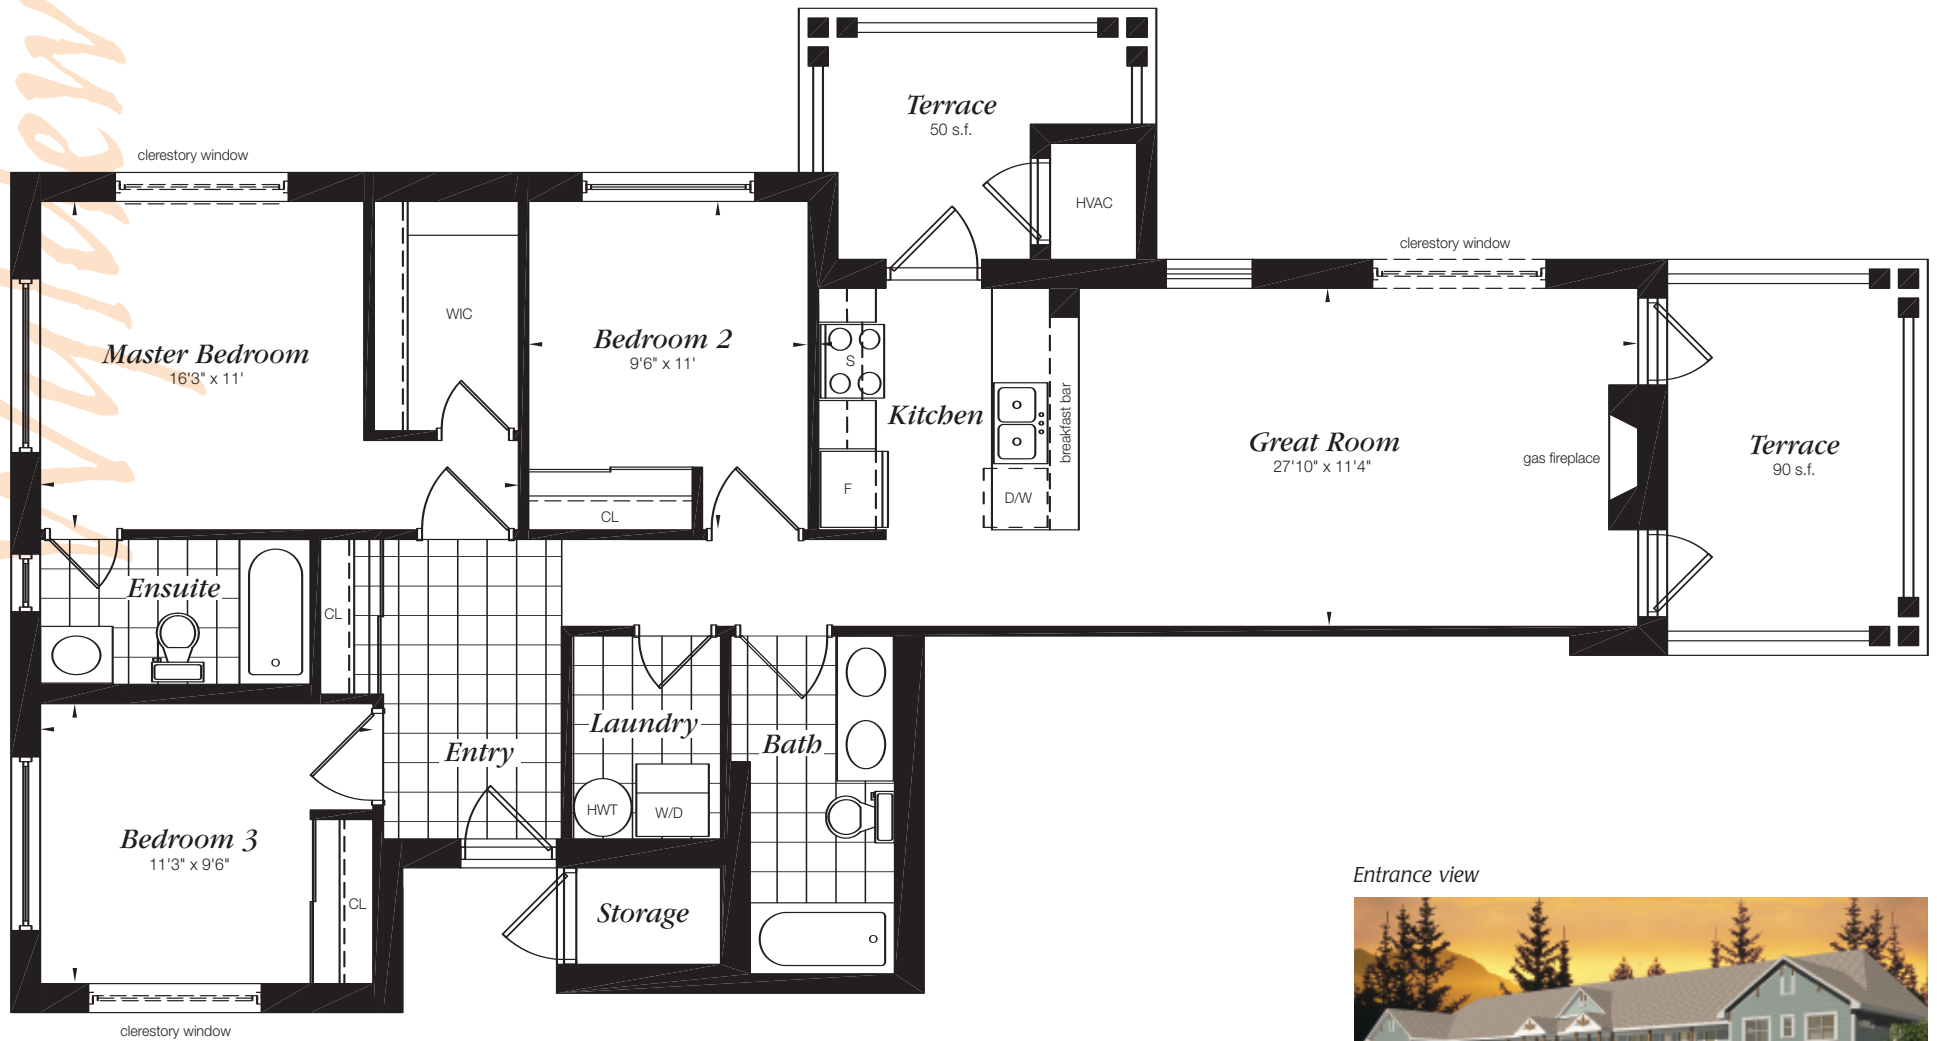 Terrace
50 s.f.
clerestory window
HVAC
clerestory window
WIC
Master Bedroom
16'3" x 11'
Bedroom 2
9'6" x 11'
S
Kitchen
breakfast bar
Great Room
27'10" x 11'4"
gas fireplace
Terrace
90 s.f.
F
D/W
CL
Ensuite
CL
Laundry
Bath
Entry
HWT
W/D
Bedroom 3
11'3" x 9'6"
CL
Storage
Entrance view
clerestory window